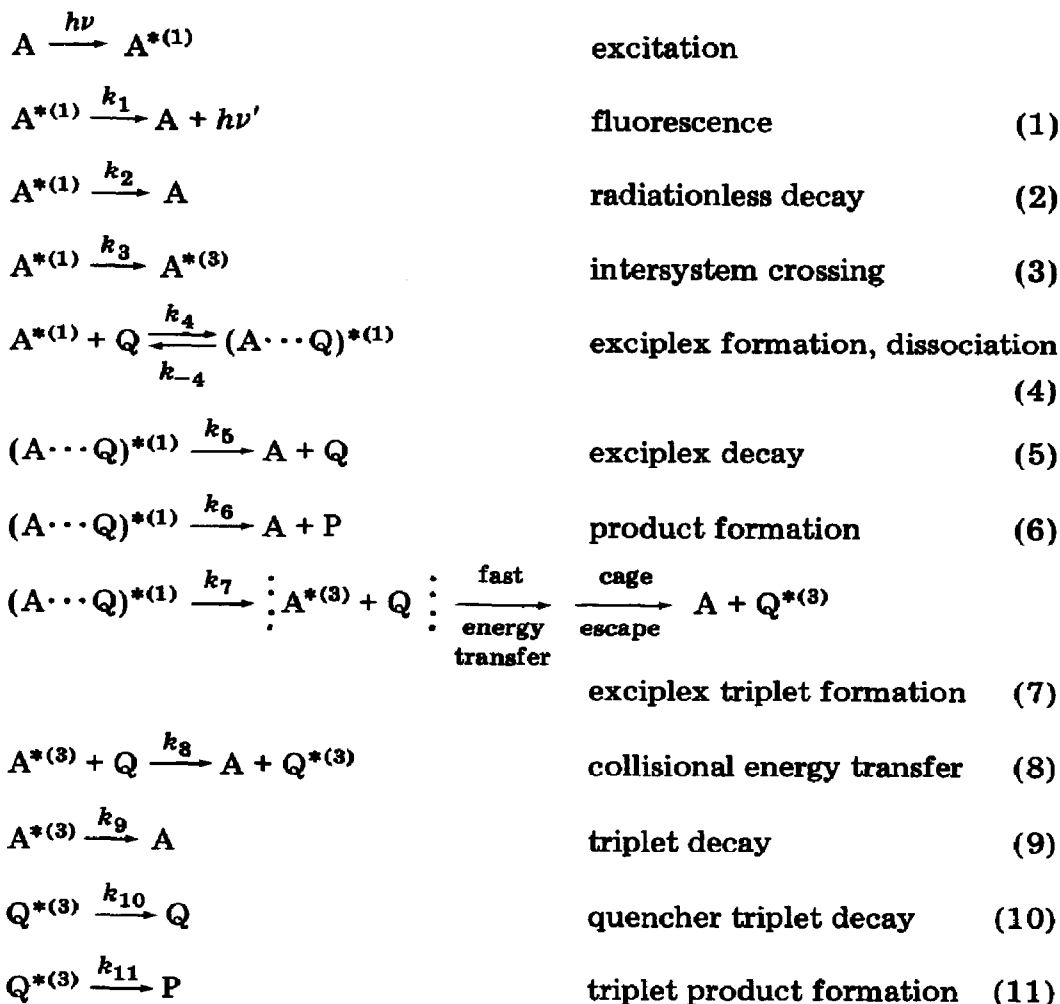 A hν → A*(1) excitation
A*(1) k1 → A + hν′ fluorescence (1)
A*(1) k2 → A radiationless decay (2)
A*(1) k3 → A*(3) intersystem crossing (3)
A*(1) + Q k4 ⇌ k−4 (A···Q)*(1) exciplex formation, dissociation
(4)
(A···Q)*(1) k5 → A + Q exciplex decay (5)
(A···Q)*(1) k6 → A + P product formation (6)
(A···Q)*(1) k7 → ⋮ A*(3) + Q ⋮ fast energy transfer → cage escape → A + Q*(3)
exciplex triplet formation (7)
A*(3) + Q k8 → A + Q*(3) collisional energy transfer (8)
A*(3) k9 → A triplet decay (9)
Q*(3) k10 → Q quencher triplet decay (10)
Q*(3) k11 → P triplet product formation (11)